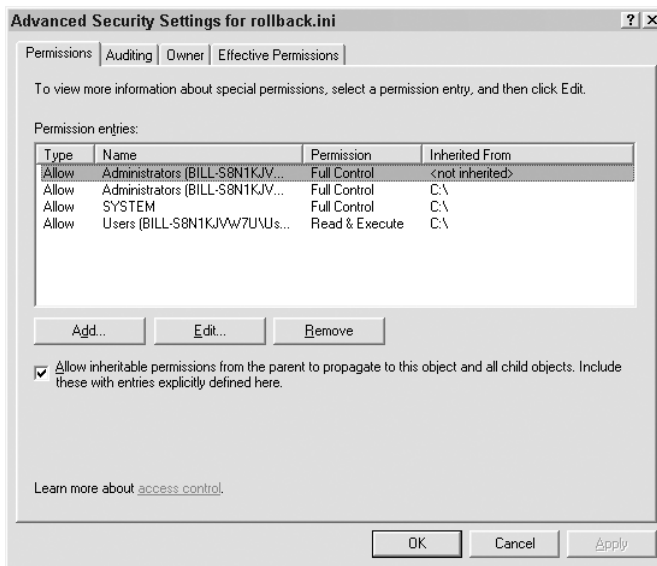 Advanced Security Settings for rollback.ini
? x
Permissions Auditing Owner Effective Permissions
To view more information about special permissions, select a permission entry, and then click Edit.
Permission entries:
Type Name Permission Inherited From
Allow Administrators (BILL-S8N1KJV... Full Control <not inherited>
Allow Administrators (BILL-S8N1KJV... Full Control C:\
Allow SYSTEM Full Control C:\
Allow Users (BILL-S8N1KJVW7U\Us... Read & Execute C:\
Add... Edit... Remove
Allow inheritable permissions from the parent to propagate to this object and all child objects. Include
these with entries explicitly defined here.
Learn more about access control.
OK Cancel Apply